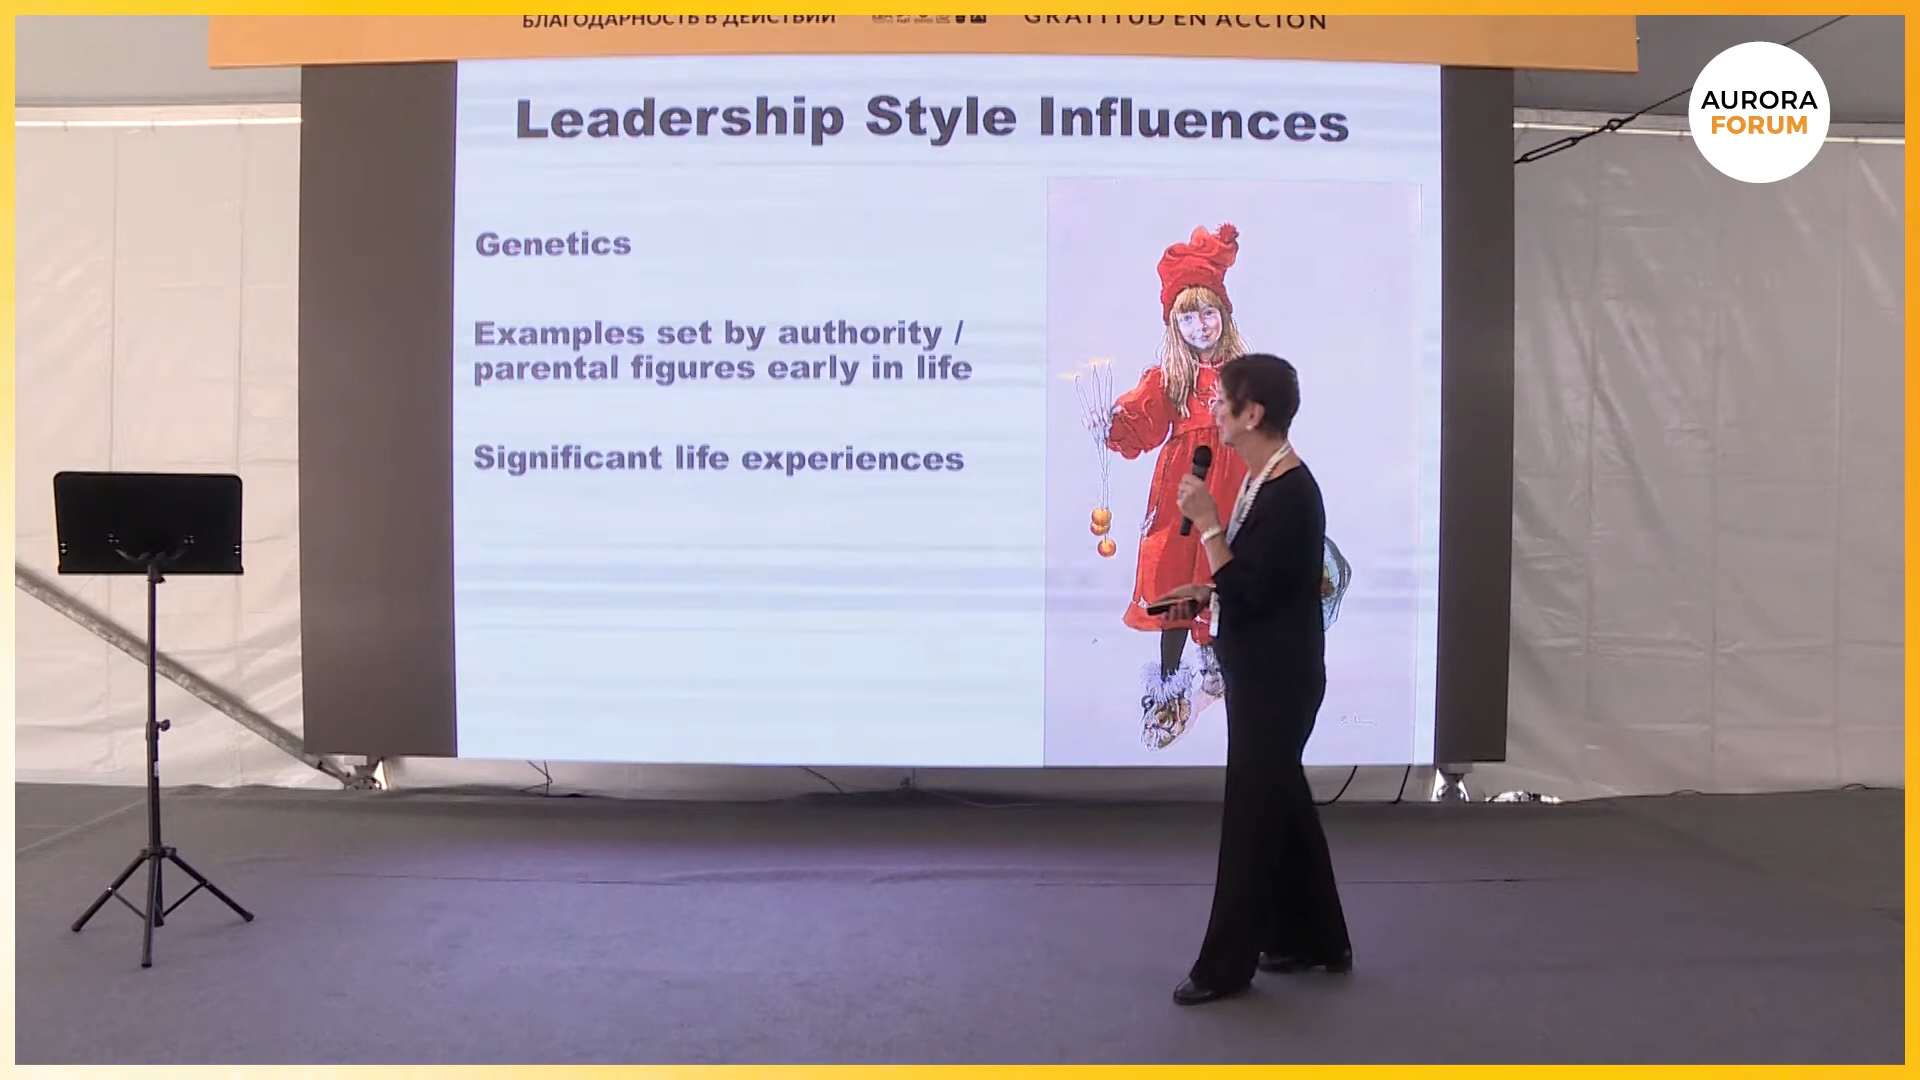 БЛАГОДАРНОСТЬ В ДЕЙСТВИИ
GRATITUD EN ACCIÓN
AURORA
FORUM
Leadership Style Influences
Genetics
Examples set by authority /
parental figures early in life
Significant life experiences